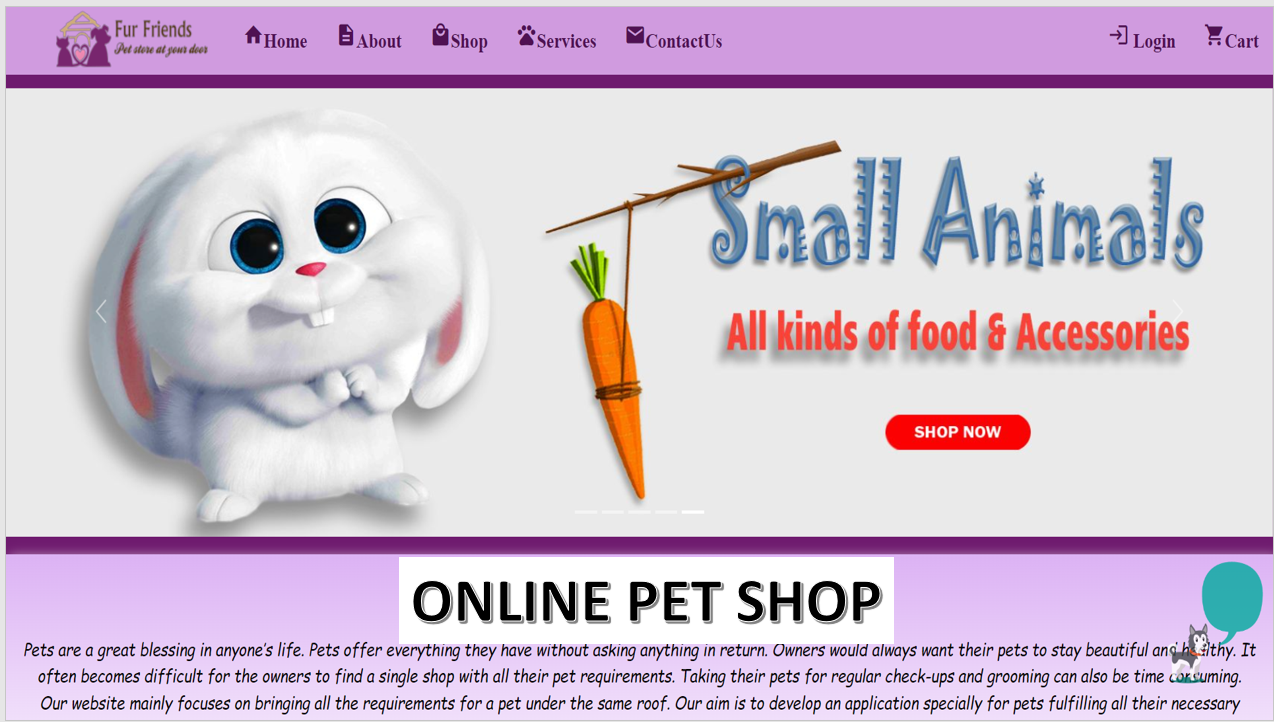 Fur Friends
Pet store at your door
Home About Shop Services ContactUs Login Cart
Small Animals
All kinds of food & Accessories
SHOP NOW
ONLINE PET SHOP
Pets are a great blessing in anyone's life. Pets offer everything they have without asking anything in return. Owners would always want their pets to stay beautiful and healthy. It
often becomes difficult for the owners to find a single shop with all their pet requirements. Taking their pets for regular check-ups and grooming can also be time consuming.
Our website mainly focuses on bringing all the requirements for a pet under the same roof. Our aim is to develop an application specially for pets fulfilling all their necessary